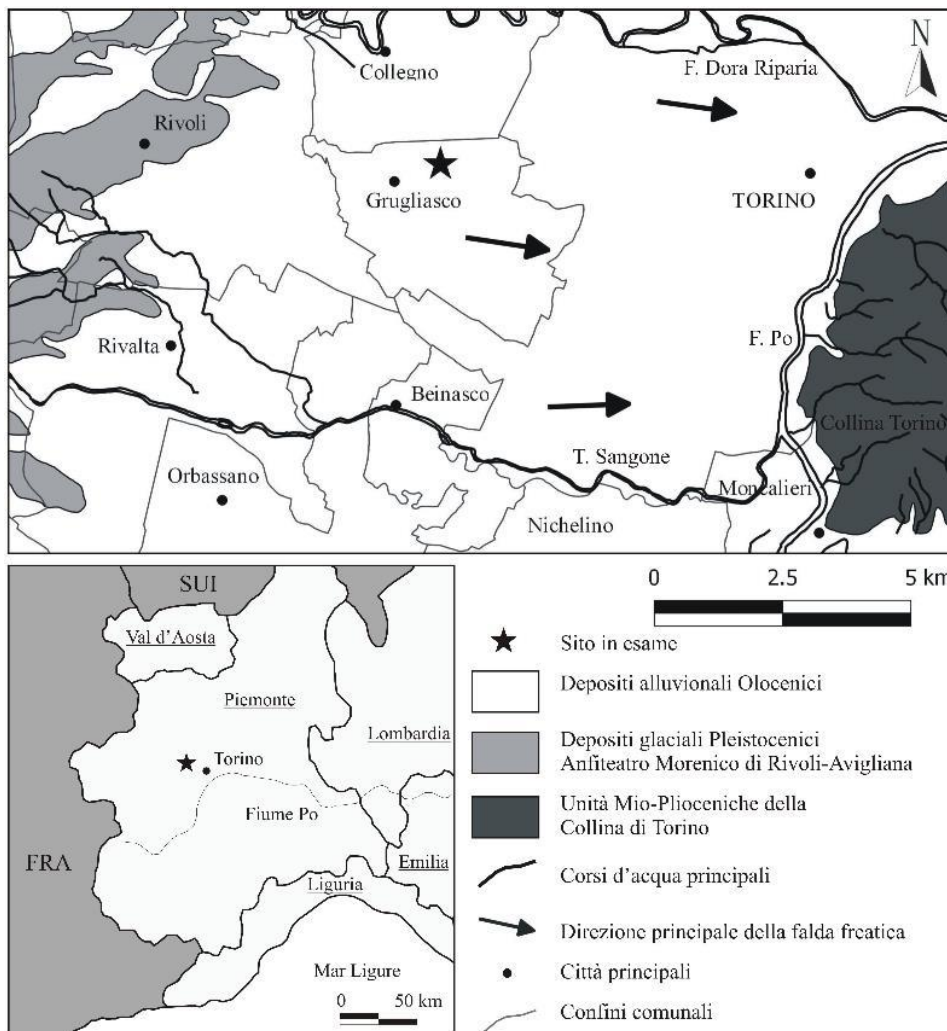 N
Collegno
F. Dora Riparia
Rivoli
Grugliasco
TORINO
F. Po
Rivalta
Beinasco
Collina Torino
T. Sangone
Orbassano
Moncalieri
Nichelino
SUI
Val d'Aosta
Piemonte
Lombardia
Torino
Fiume Po
FRA
Emilia
Liguria
Mar Ligure
0 50 km
0 2.5 5 km
Sito in esame
Depositi alluvionali Olocenici
Depositi glaciali Pleistocenici
Anfiteatro Morenico di Rivoli-Avigliana
Unità Mio-Plioceniche della
Collina di Torino
Corsi d'acqua principali
Direzione principale della falda freatica
Città principali
Confini comunali